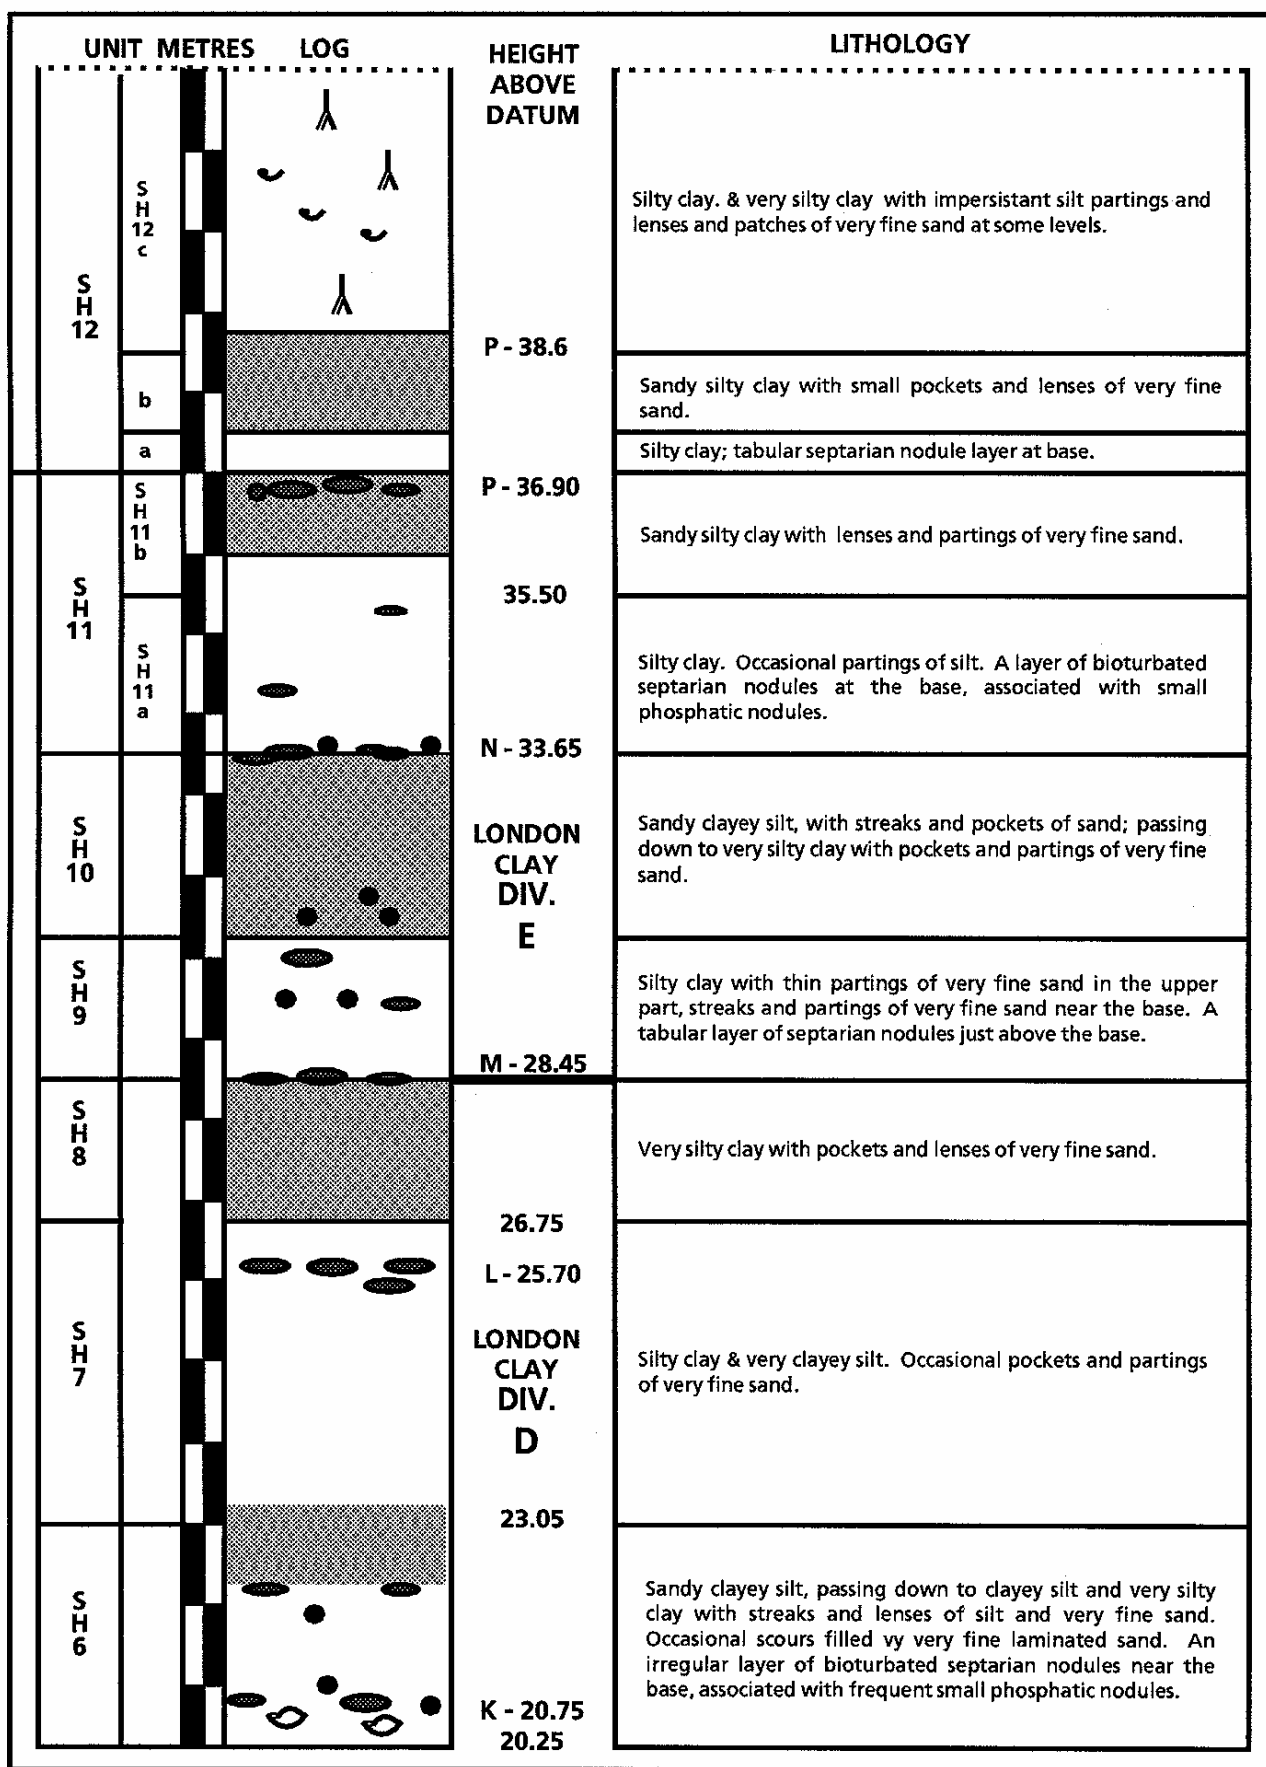 UNIT METRES LOG
HEIGHT
ABOVE
DATUM
LITHOLOGY
S
H
12
S
H
12
c
Silty clay. & very silty clay with impersistant silt partings and
lenses and patches of very fine sand at some levels.
P - 38.6
b
Sandy silty clay with small pockets and lenses of very fine
sand.
a
Silty clay; tabular septarian nodule layer at base.
P - 36.90
S
H
11
S
H
11
b
Sandy silty clay with lenses and partings of very fine sand.
35.50
S
H
11
a
Silty clay. Occasional partings of silt. A layer of bioturbated
septarian nodules at the base, associated with small
phosphatic nodules.
N - 33.65
S
H
10
LONDON
CLAY
DIV.
E
Sandy clayey silt, with streaks and pockets of sand; passing
down to very silty clay with pockets and partings of very fine
sand.
S
H
9
Silty clay with thin partings of very fine sand in the upper
part, streaks and partings of very fine sand near the base. A
tabular layer of septarian nodules just above the base.
M - 28.45
S
H
8
Very silty clay with pockets and lenses of very fine sand.
26.75
L - 25.70
S
H
7
LONDON
CLAY
DIV.
D
Silty clay & very clayey silt. Occasional pockets and partings
of very fine sand.
23.05
S
H
6
Sandy clayey silt, passing down to clayey silt and very silty
clay with streaks and lenses of silt and very fine sand.
Occasional scours filled vy very fine laminated sand. An
irregular layer of bioturbated septarian nodules near the
base, associated with frequent small phosphatic nodules.
K - 20.75
20.25